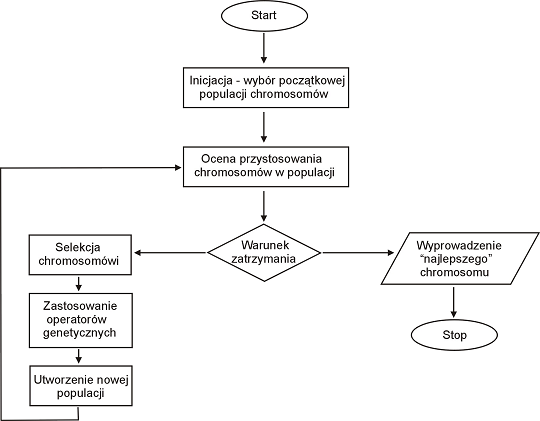 Start
Inicjacja - wybór początkowej
populacji chromosomów
Ocena przystosowania
chromosomów w populacji
Warunek
zatrzymania
Selekcja
chromosomówi
Zastosowanie
operatorów
genetycznych
Utworzenie nowej
populacji
Wyprowadzenie
“najlepszego”
chromosomu
Stop